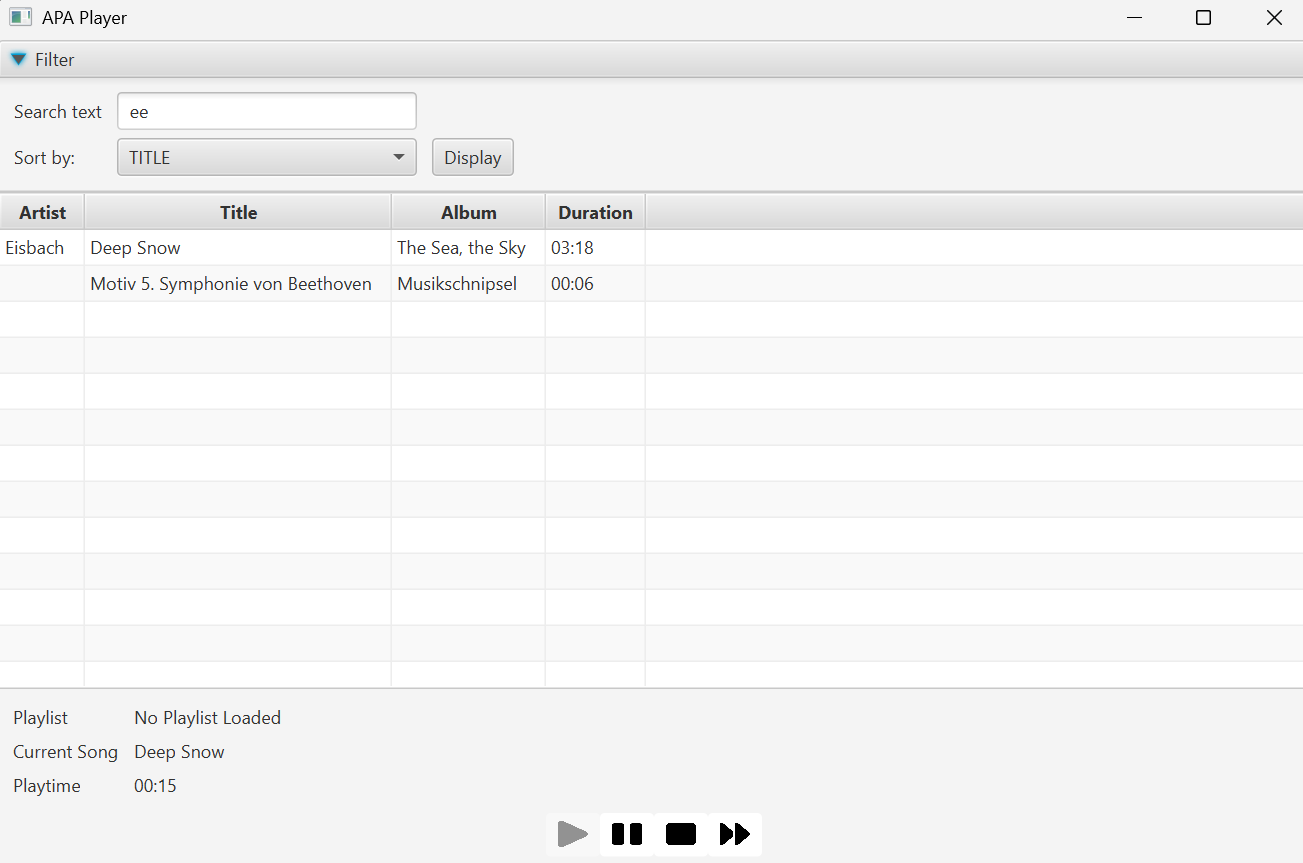 APA Player
Filter
Search text ee
Sort by: TITLE Display
Artist Title Album Duration
Eisbach Deep Snow The Sea, the Sky 03:18
Motiv 5. Symphonie von Beethoven Musikschnipsel 00:06
Playlist No Playlist Loaded
Current Song Deep Snow
Playtime 00:15